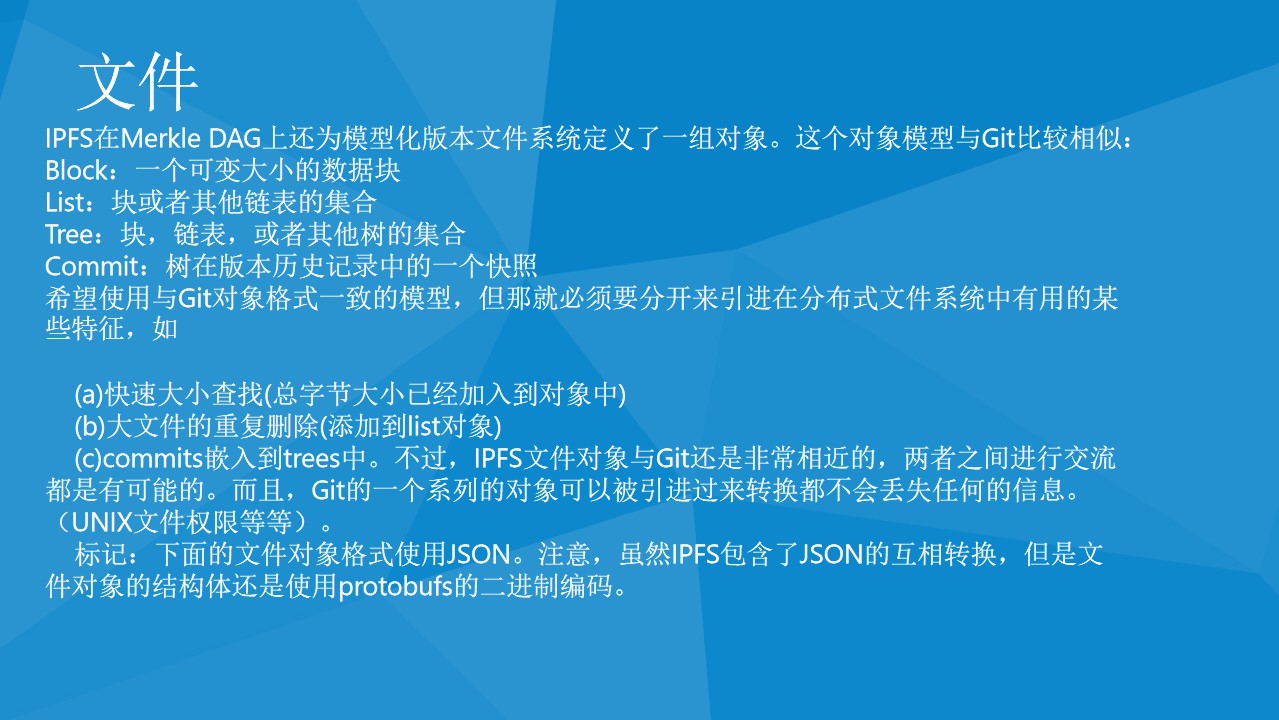 文件
IPFS在Merkle DAG上还为模型化版本文件系统定义了一组对象。这个对象模型与Git比较相似：
Block：一个可变大小的数据块
List：块或者其他链表的集合
Tree：块，链表，或者其他树的集合
Commit：树在版本历史记录中的一个快照
希望使用与Git对象格式一致的模型，但那就必须要分开来引进在分布式文件系统中有用的某
些特征，如
(a)快速大小查找(总字节大小已经加入到对象中)
(b)大文件的重复删除(添加到list对象)
(c)commits嵌入到trees中。不过，IPFS文件对象与Git还是非常相近的，两者之间进行交流
都是有可能的。而且，Git的一个系列的对象可以被引进过来转换都不会丢失任何的信息。
（UNIX文件权限等等）。
标记：下面的文件对象格式使用JSON。注意，虽然IPFS包含了JSON的互相转换，但是文
件对象的结构体还是使用protobufs的二进制编码。